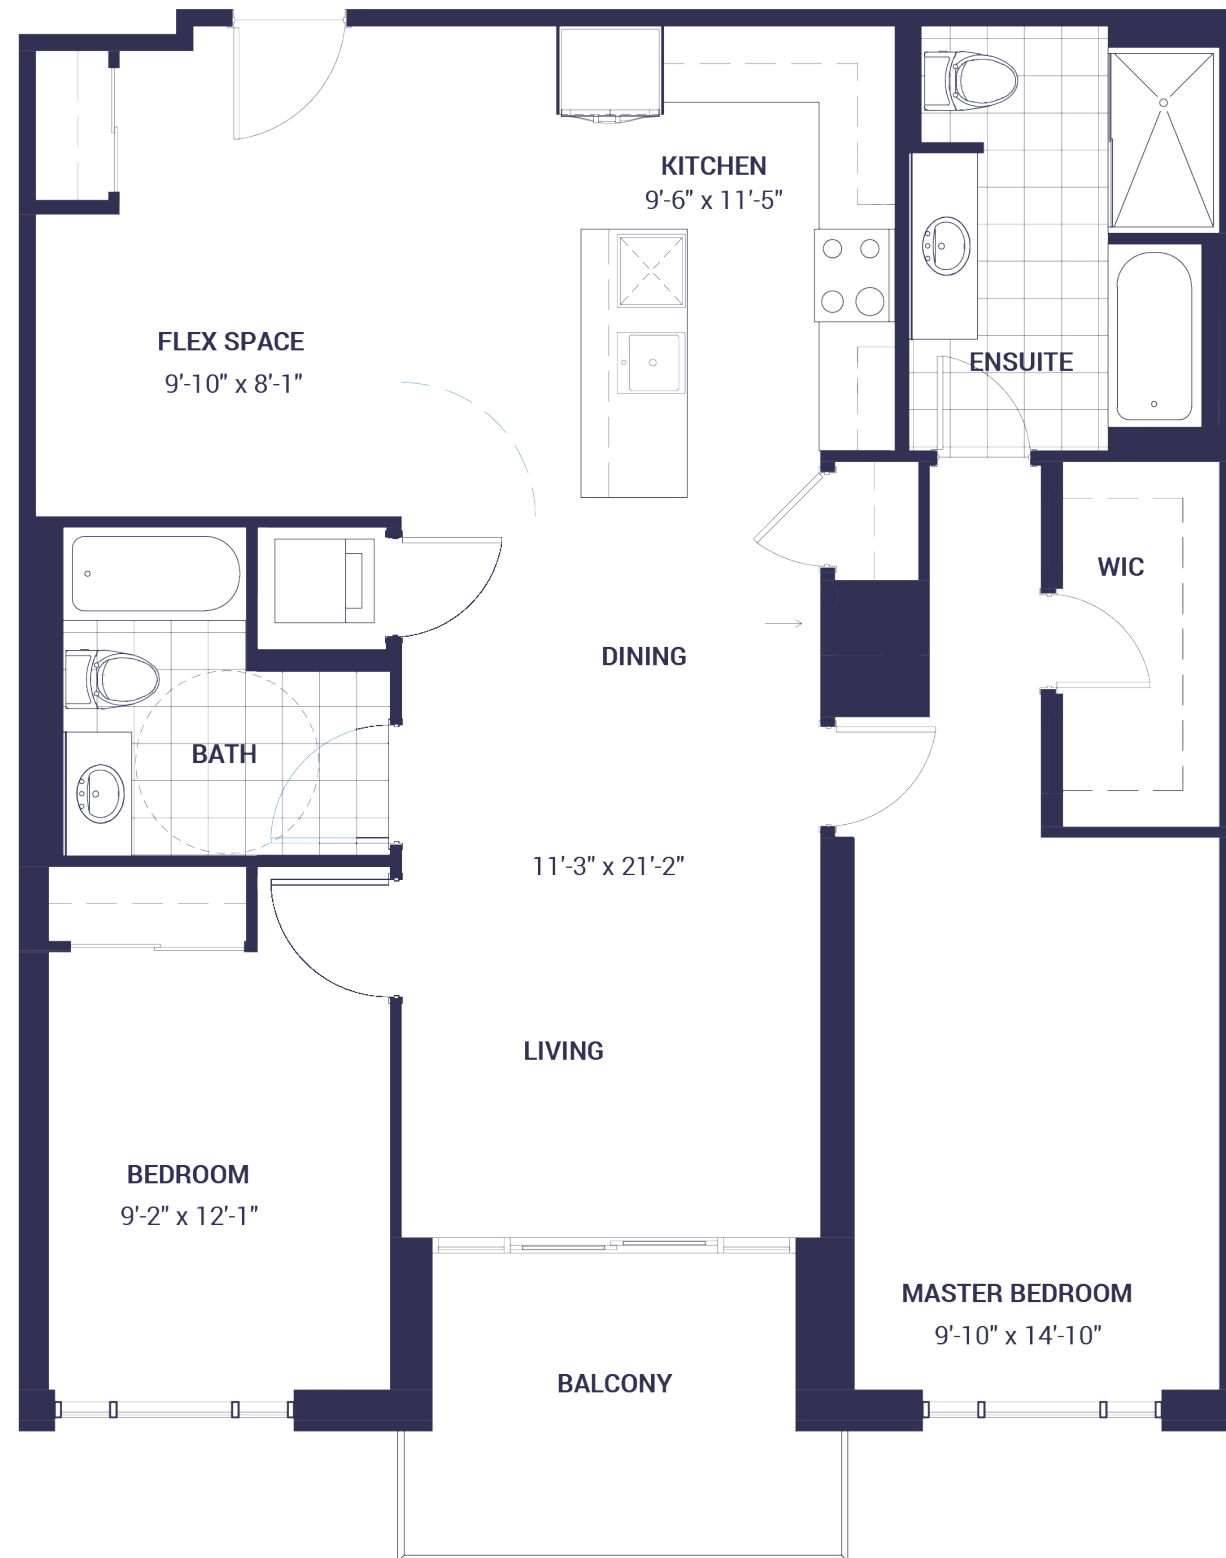 KITCHEN
9'-6" x 11'-5"
FLEX SPACE
9'-10" x 8'-1"
ENSUITE
WIC
DINING
BATH
11'-3" x 21'-2"
LIVING
BEDROOM
9'-2" x 12'-1"
MASTER BEDROOM
9'-10" x 14'-10"
BALCONY